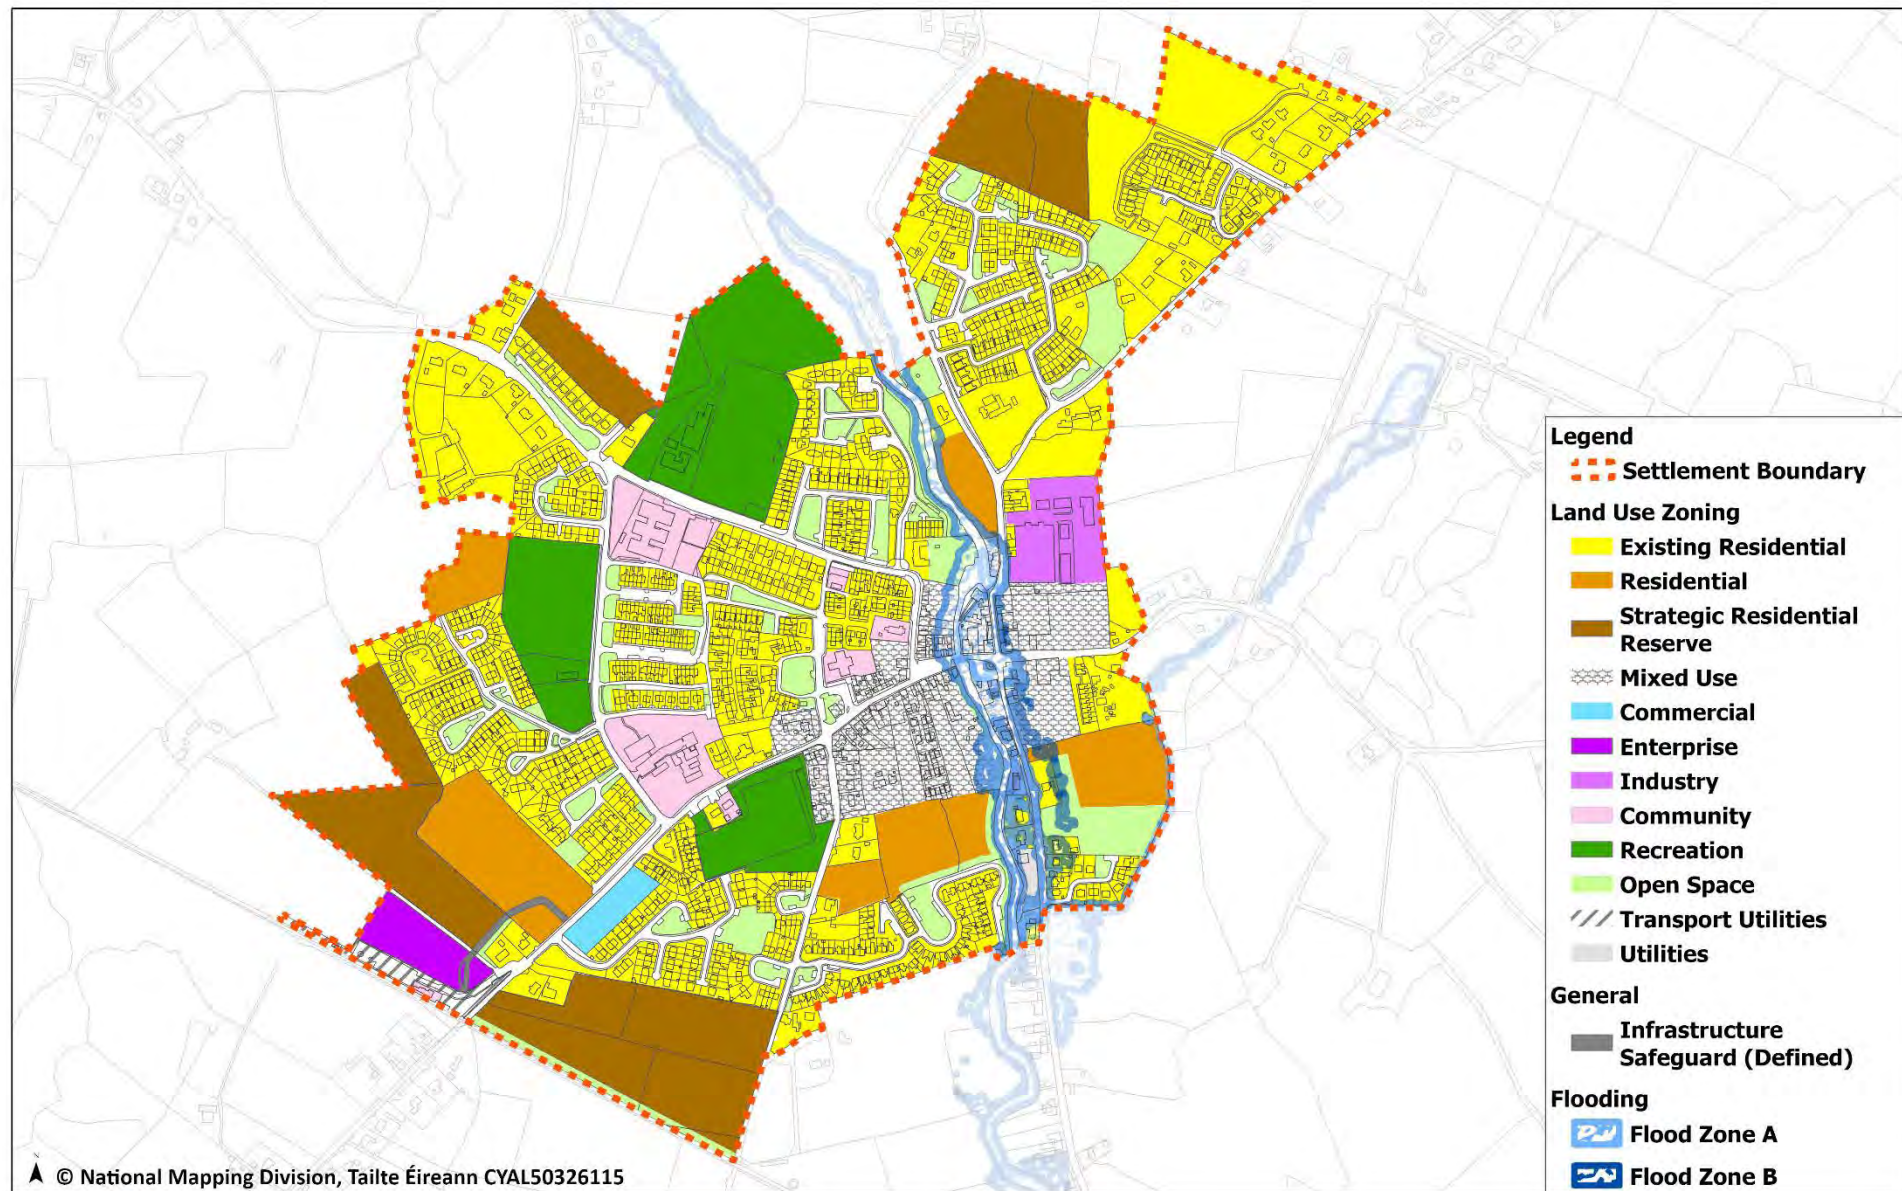 Legend
Settlement Boundary
Land Use Zoning
Existing Residential
Residential
Strategic Residential
Reserve
Mixed Use
Commercial
Enterprise
Industry
Community
Recreation
Open Space
Transport Utilities
Utilities
General
Infrastructure
Safeguard (Defined)
Flooding
Flood Zone A
Flood Zone B
N
© National Mapping Division, Tailte Éireann CYAL50326115